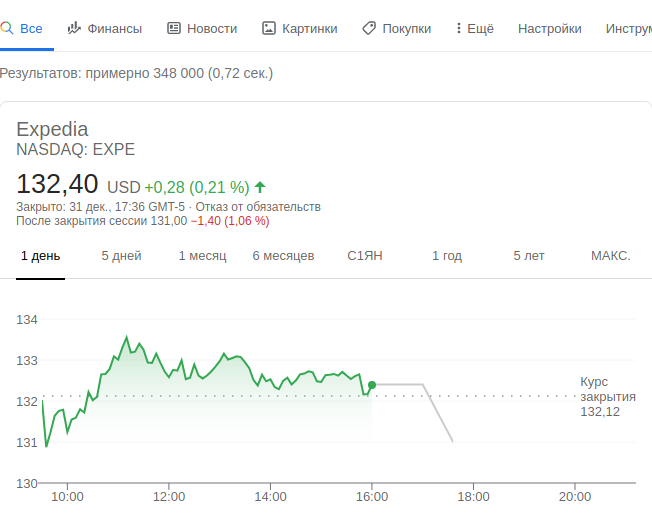 Все Финансы Новости Картинки Покупки Ещё Настройки Инструм
Результатов: примерно 348 000 (0,72 сек.)
Expedia
NASDAQ: EXPE
132,40 USD +0,28 (0,21 %)
Закрыто: 31 дек., 17:36 GMT-5 · Отказ от обязательств
После закрытия сессии 131,00 −1,40 (1,06 %)
1 день 5 дней 1 месяц 6 месяцев С1ЯН 1 год 5 лет МАКС.
134
133
Курс
132 закрытия
132,12
131
130
10:00 12:00 14:00 16:00 18:00 20:00